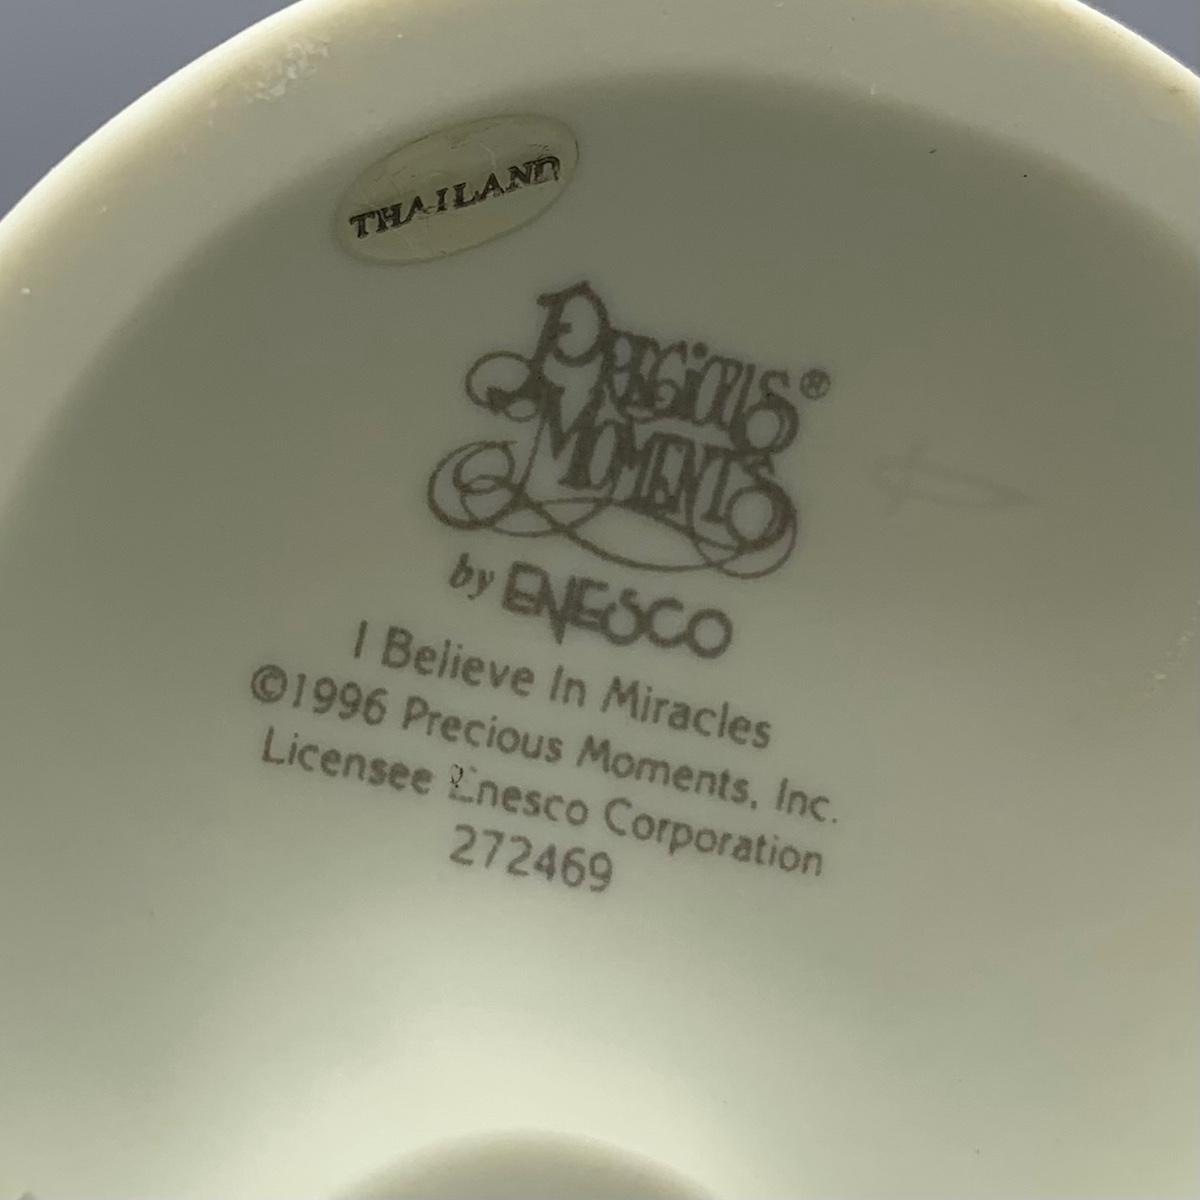 THAILAND
PRECIOUS®
MOMENTS
by ENESCO
I Believe In Miracles
©1996 Precious Moments, Inc.
Licensee Enesco Corporation
272469